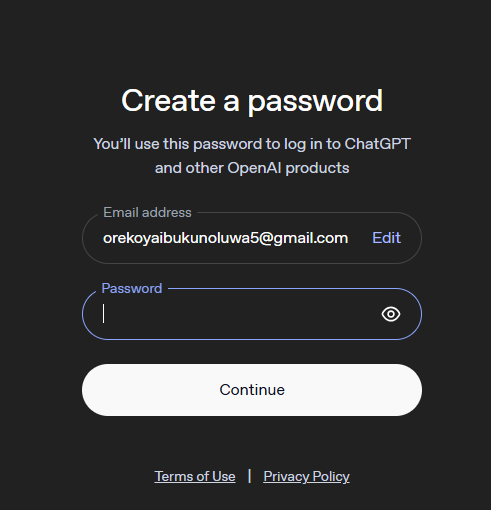 Create a password
You’ll use this password to log in to ChatGPT
and other OpenAI products
Email address
orekoyaibukunoluwa5@gmail.com Edit
Password
Continue
Terms of Use | Privacy Policy